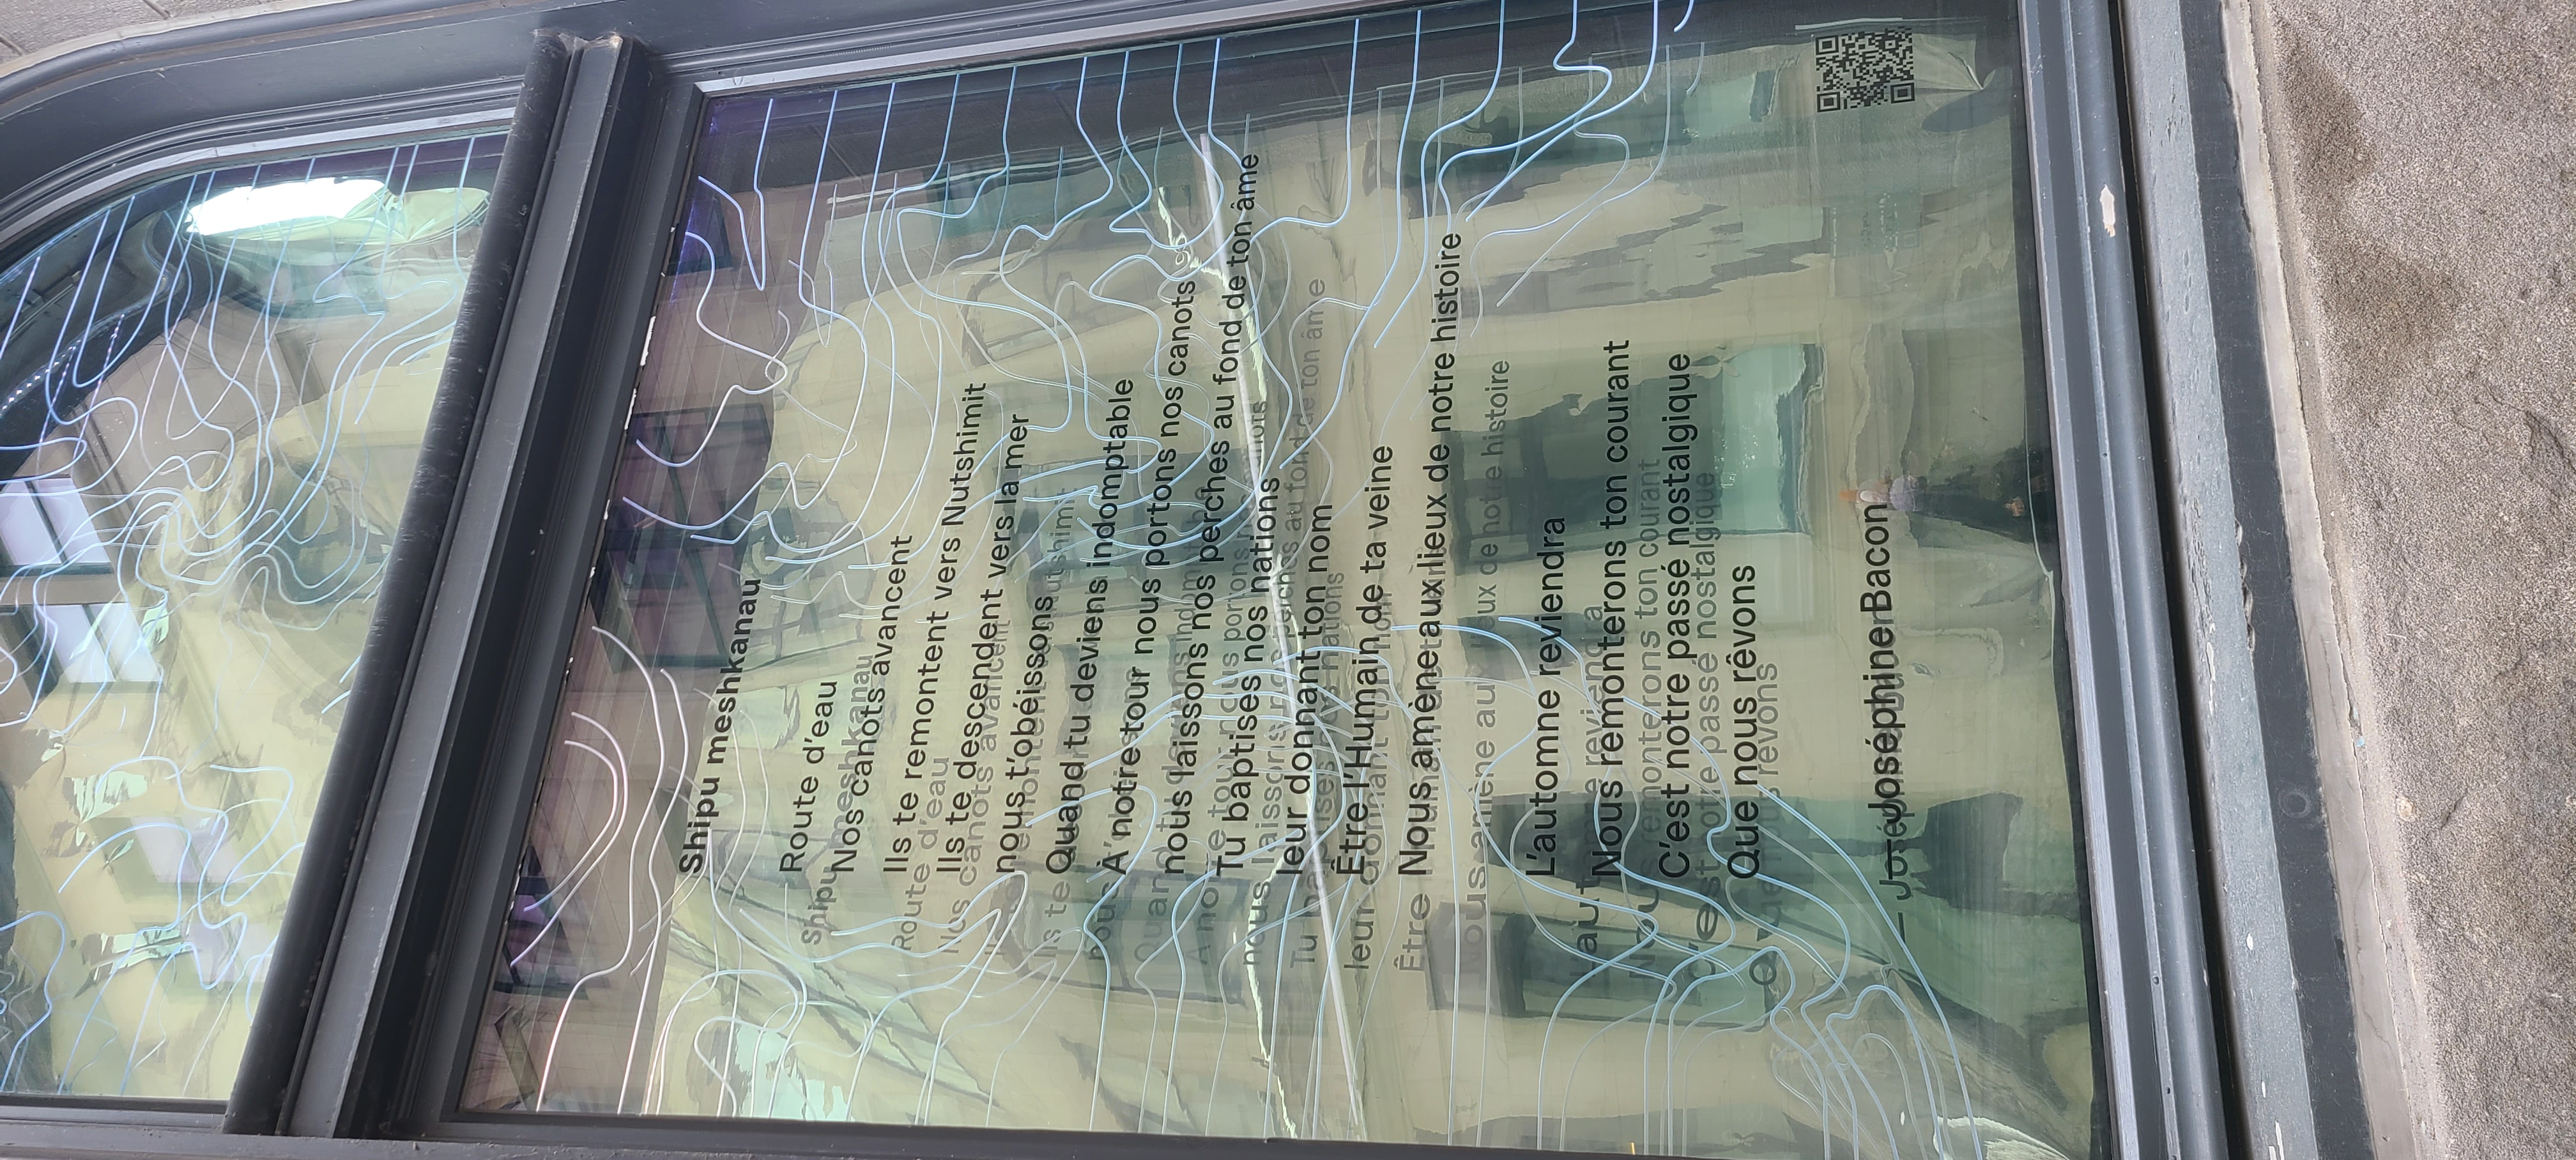 Shipu meshkanau
Route d'eau
Nos canots avancent
Ils te remontent vers Nutshimit
Ils te descendent vers la mer
nous t'obéissons
Quand tu deviens indomptable
À notre tour nous portons nos canots
nous laissons nos perches au fond de ton âme
Tu baptises nos nations
leur donnant ton nom
Être l'Humain de ta veine
Nous amène aux lieux de notre histoire
L'automne reviendra
Nous remonterons ton courant
C'est notre passé nostalgique
Que nous rêvons
— Joséphine Bacon